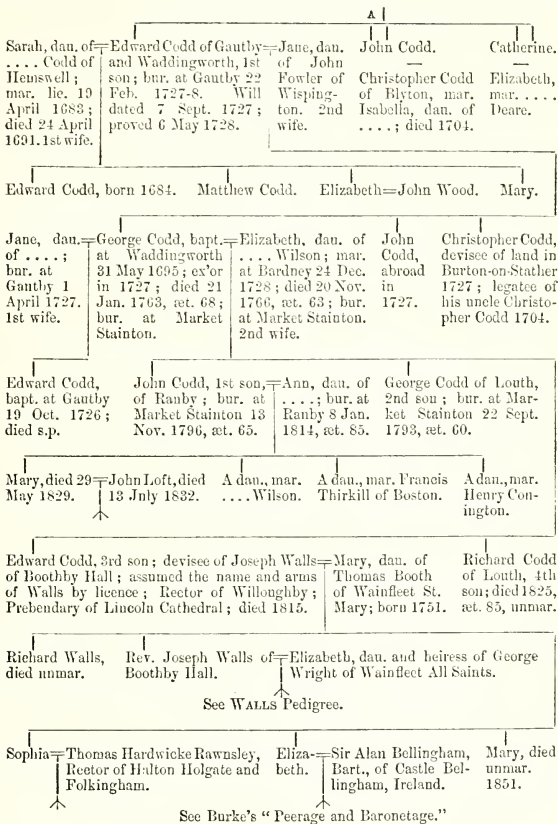 A
Sarah, dau. of
. . . . Codd of
Hemswell ;
mar. lic. 19
April 1683 ;
died 24 April
1691. 1st wife.
Edward Codd of Gautby
and Waddingworth, 1st
son ; bur. at Gautby 22
Feb. 1727-8. Will
dated 7 Sept. 1727 ;
proved 6 May 1728.
Jane, dau.
of John
Fowler of
Wisping-
ton. 2nd
wife.
John Codd.
—
Christopher Codd
of Blyton, mar.
Isabella, dau. of
. . . . ; died 1704.
Catherine.
—
Elizabeth,
mar. . . . .
Deare.
Edward Codd, born 1684.
Matthew Codd.
Elizabeth=John Wood.
Mary.
Jane, dau.
of . . . . ;
bur. at
Gautby 1
April 1727.
1st wife.
George Codd, bapt.
at Waddingworth
31 May 1695 ; ex'or
in 1727 ; died 21
Jan. 1763, æt. 68 ;
bur. at Market
Stainton.
Elizabeth, dau. of
. . . . Wilson ; mar.
at Bardney 24 Dec.
1728 ; died 20 Nov.
1766, æt. 63 ; bur.
at Market Stainton.
2nd wife.
John
Codd,
abroad
in
1727.
Christopher Codd,
devisee of land in
Burton-on-Stather
1727 ; legatee of
his uncle Christo-
pher Codd 1704.
Edward Codd,
bapt. at Gautby
19 Oct. 1726 ;
died s.p.
John Codd, 1st son,
of Ranby ; bur. at
Market Stainton 13
Nov. 1796, æt. 65.
Ann, dau. of
. . . . ; bur. at
Ranby 8 Jan.
1814, æt. 85.
George Codd of Louth,
2nd son ; bur. at Mar-
ket Stainton 22 Sept.
1793, æt. 60.
Mary, died 29
May 1829.
John Loft, died
13 July 1832.
A dau., mar.
. . . . Wilson.
A dau., mar. Francis
Thirkill of Boston.
A dau., mar.
Henry Con-
ington.
Edward Codd, 3rd son ; devisee of Joseph Walls
of Boothby Hall ; assumed the name and arms
of Walls by licence ; Rector of Willoughby ;
Prebendary of Lincoln Cathedral ; died 1815.
Mary, dau. of
Thomas Booth
of Wainfleet St.
Mary; born 1751.
Richard Codd
of Louth, 4th
son; died 1825,
æt. 85, unmar.
Richard Walls,
died unmar.
Rev. Joseph Walls of
Boothby Hall.
Elizabeth, dau. and heiress of George
Wright of Wainfleet All Saints.
See WALLS Pedigree.
Sophia
Thomas Hardwicke Rawnsley,
Rector of Halton Holgate and
Folkingham.
Eliza-
beth.
Sir Alan Bellingham,
Bart., of Castle Bel-
lingham, Ireland.
Mary, died
unmar.
1851.
See Burke's “ Peerage and Baronetage.”